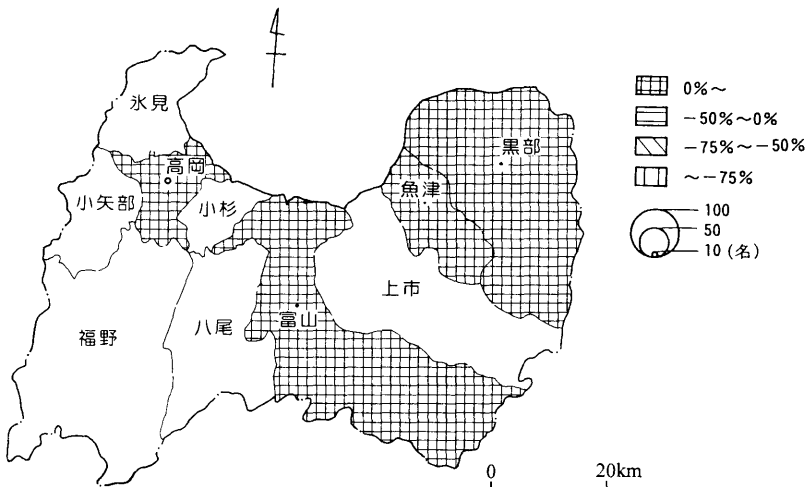 氷見
高岡
小矢部
小杉
福野
八尾
富山
上市
魚津
黒部
0%～
－50%～0%
－75%～－50%
～－75%
100
50
10(名)
0
20km